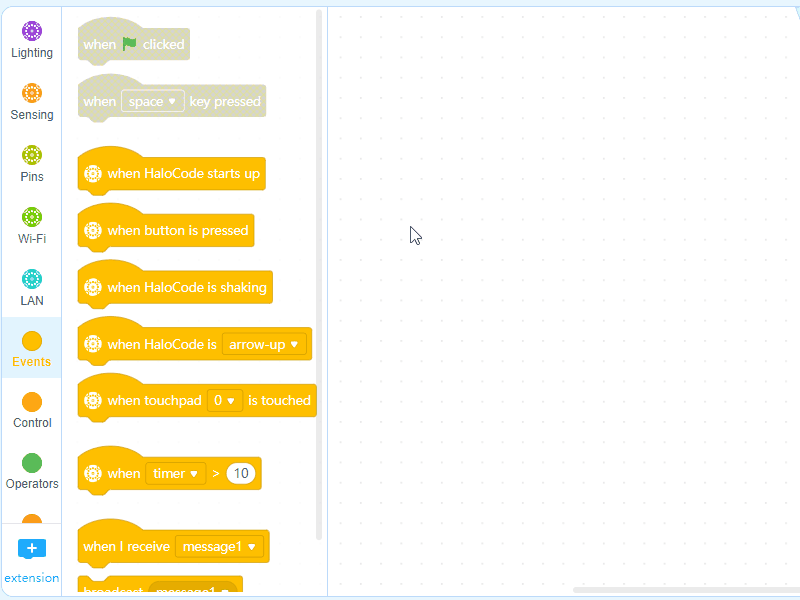 Lighting
Sensing
Pins
Wi-Fi
LAN
Events
Control
Operators
extension
when clicked
when space key pressed
when HaloCode starts up
when button is pressed
when HaloCode is shaking
when HaloCode is arrow-up
when touchpad 0 is touched
when timer > 10
when I receive message1
broadcast message1